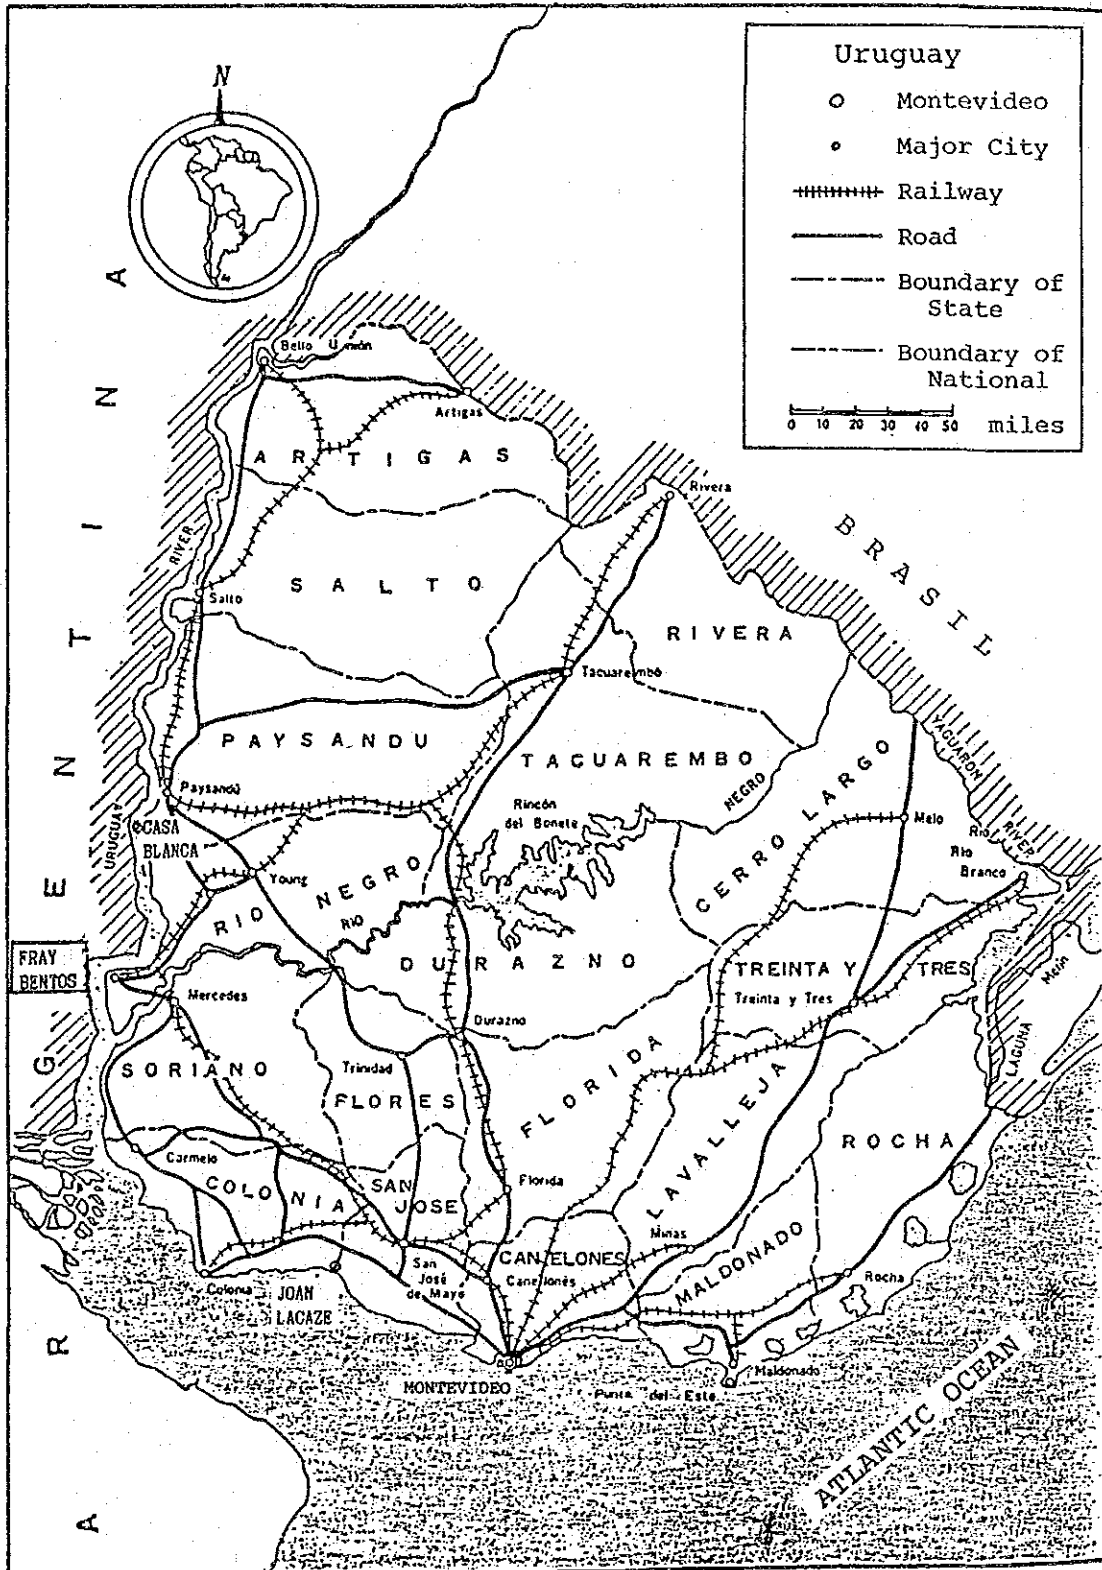 N
Uruguay
Montevideo
Major City
Railway
Road
Boundary of
State
Boundary of
National
0 10 20 30 40 50 miles
ARGENTINA
BRASIL
Bello Unión
Artigas
ARTIGAS
Rivera
RIVER
SALTO
Salto
RIVERA
Tacuarembó
PAYSANDU
TACUAREMBO
Paysandú
NEGRO
YAGUARON
RIVER
CERRO LARGO
Rincón
del Bonete
Melo
URUGUAY
CASA
BLANCA
Young
Rio
Rio
Branco
RIO NEGRO
RIO
FRAY
BENTOS
DURAZNO
TREINTA Y TRES
Treinta y Tres
Merin
LAGUNA
Mercedes
Durazno
SORIANO
Trinidad
FLORES
FLORIDA
LAVALLEJA
ROCHA
Carmelo
COLONIA
SAN
JOSE
Florida
Minas
CANELONES
Canelones
MALDONADO
Rocha
Colonia
JOAN
LACAZE
San
José
de Mayo
MONTEVIDEO
Maldonado
Punta del Este
ATLANTIC OCEAN